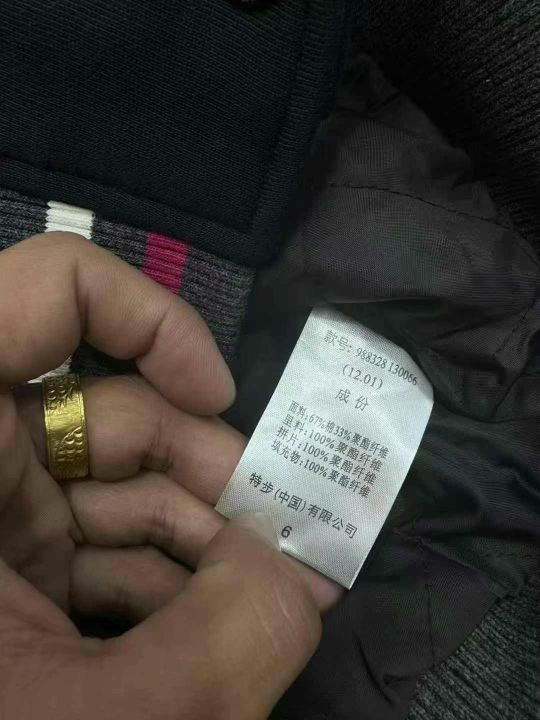 款号: 988328130066
(12.01)
成份
面料:67%棉33%聚酯纤维
里料:100%聚酯纤维
拼片:100%聚酯纤维
填充物:100%聚酯纤维
特步(中国)有限公司
6